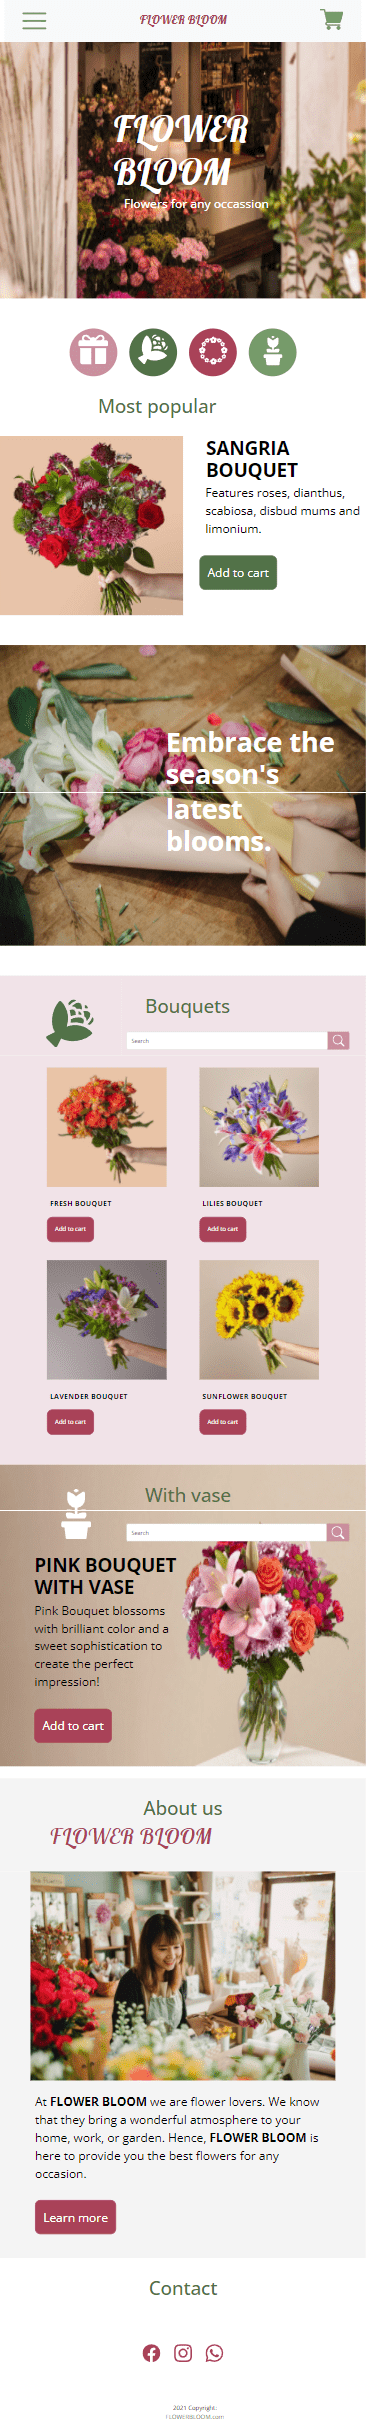 FLOWER BLOOM
FLOWER
BLOOM
Flowers for any occassion
Most popular
SANGRIA
BOUQUET
Features roses, dianthus,
scabiosa, disbud mums and
limonium.
Add to cart
Embrace the
season's
latest
blooms.
Bouquets
Search
FRESH BOUQUET
LILIES BOUQUET
Add to cart
Add to cart
LAVENDER BOUQUET
SUNFLOWER BOUQUET
Add to cart
Add to cart
With vase
Search
PINK BOUQUET
WITH VASE
Pink Bouquet blossoms
with brilliant color and a
sweet sophistication to
create the perfect
impression!
Add to cart
About us
FLOWER BLOOM
At FLOWER BLOOM we are flower lovers. We know
that they bring a wonderful atmosphere to your
home, work, or garden. Hence, FLOWER BLOOM is
here to provide you the best flowers for any
occasion.
Learn more
Contact
2021 Copyright:
FLOWERBLOOM.com